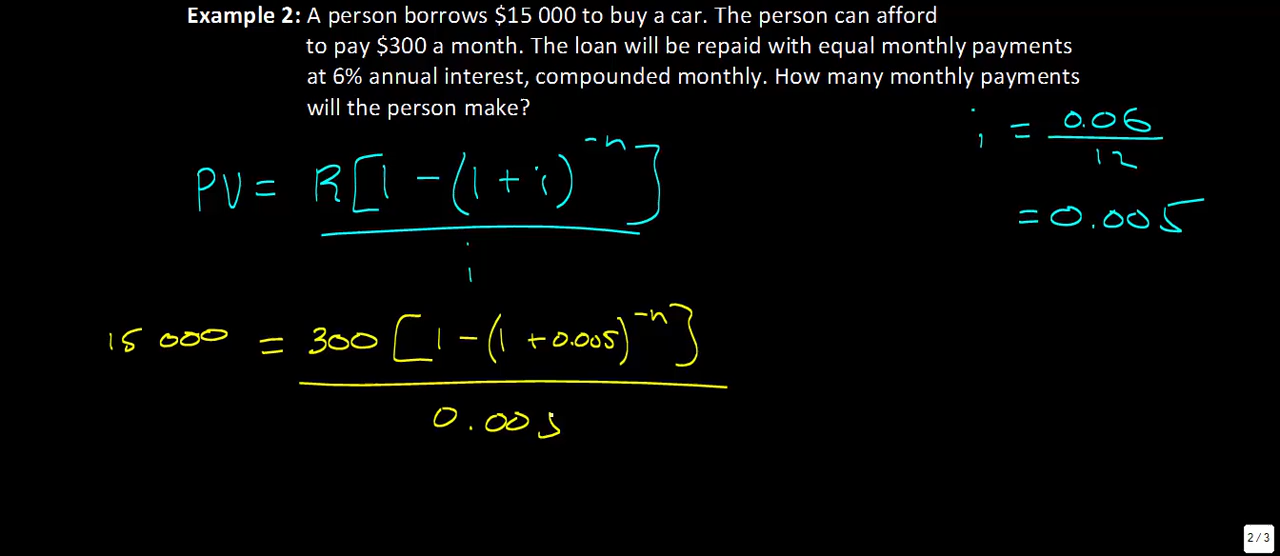 Example 2: A person borrows $15 000 to buy a car. The person can afford
to pay $300 a month. The loan will be repaid with equal monthly payments
at 6% annual interest, compounded monthly. How many monthly payments
will the person make?
i = 0.06 / 12
= 0.005
PV = R[1 - (1 + i)^-n] / i
15 000 = 300 [1 - (1 + 0.005)^-n] / 0.005
2 / 3